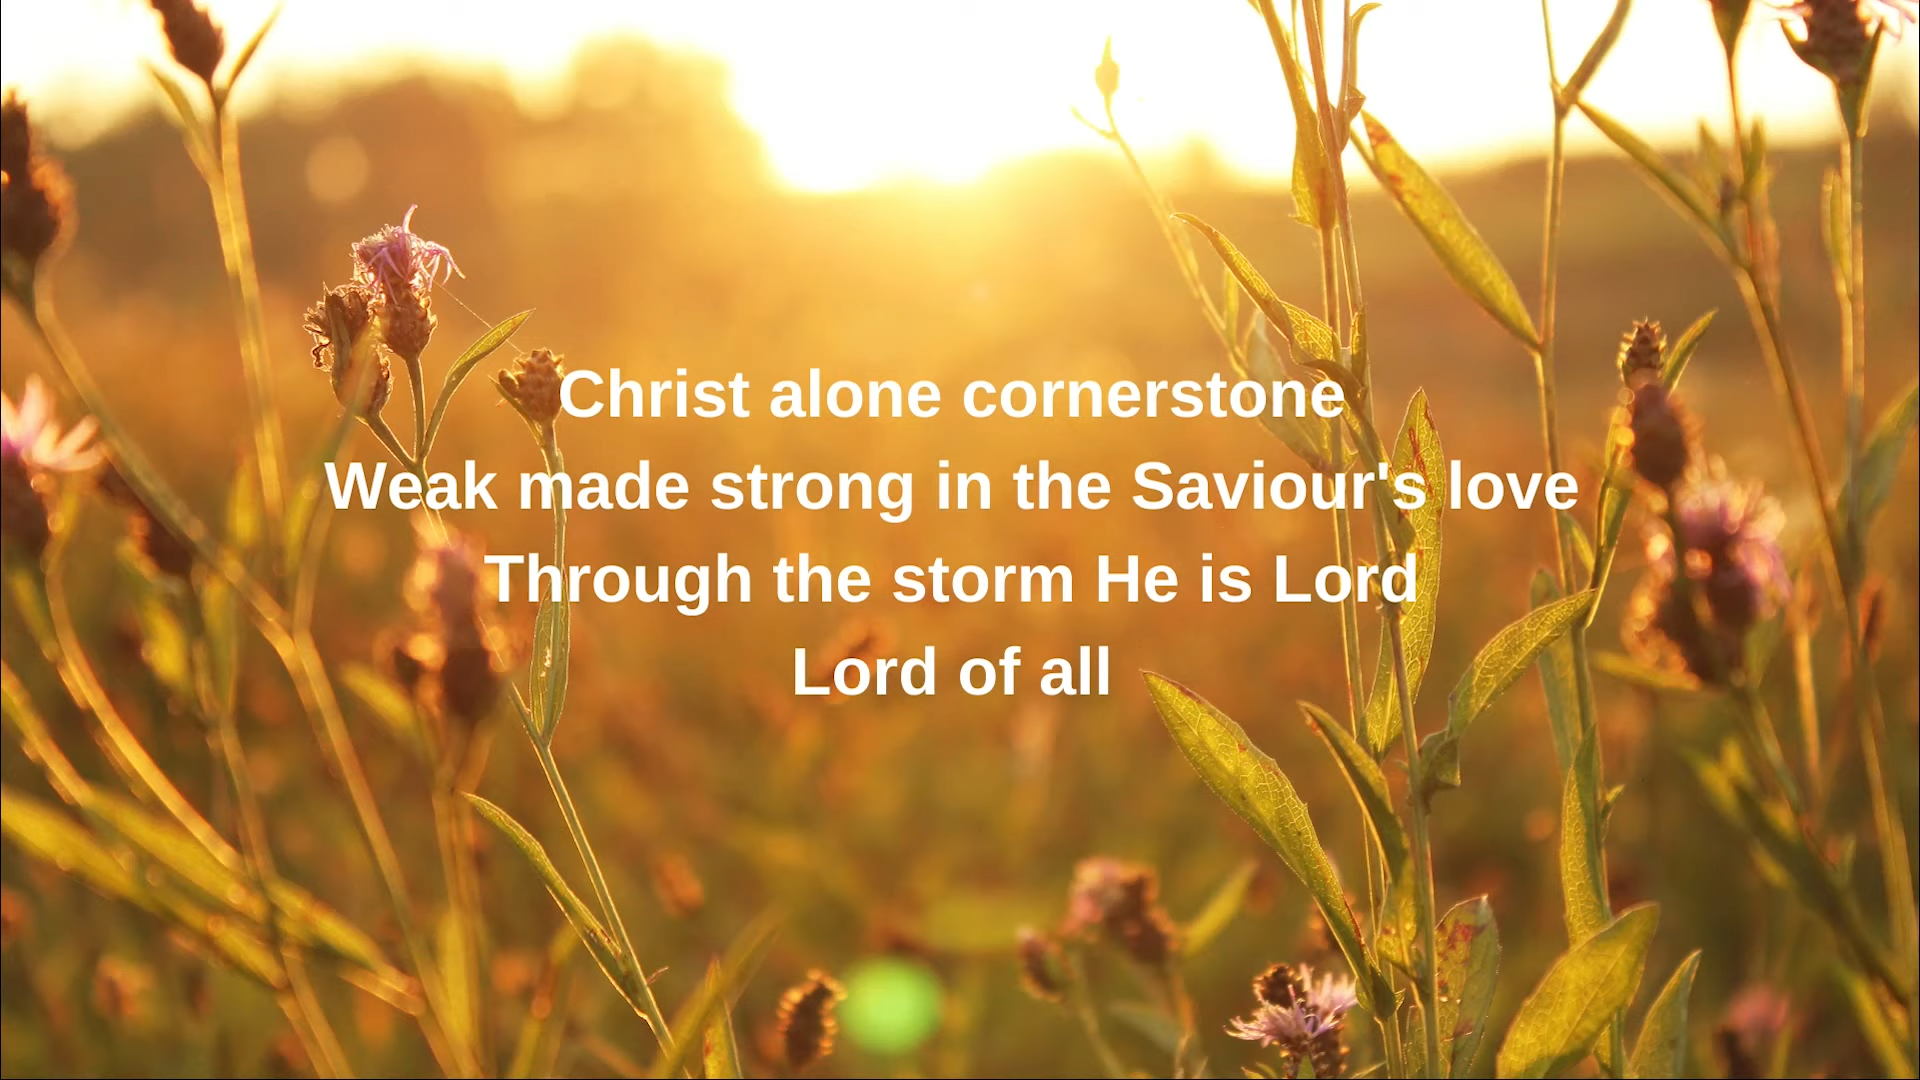 Christ alone cornerstone
Weak made strong in the Saviour's love
Through the storm He is Lord
Lord of all